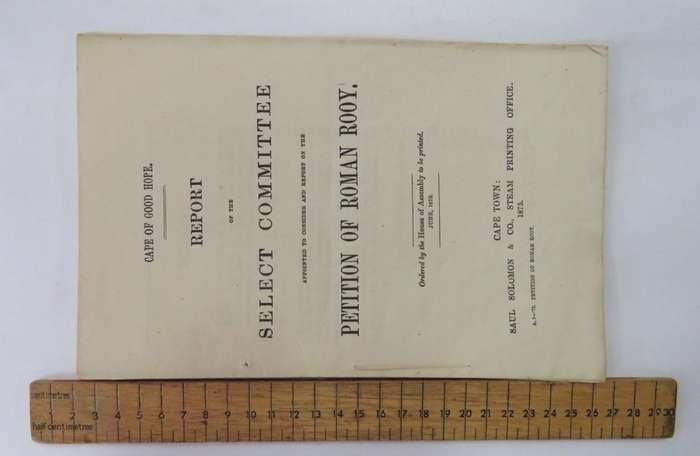 CAPE OF GOOD HOPE.
REPORT
OF THE
SELECT COMMITTEE
APPOINTED TO CONSIDER AND REPORT ON THE
PETITION OF ROMAN ROOY.
Ordered by the House of Assembly to be printed.
JUNE, 1875.
CAPE TOWN:
SAUL SOLOMON & CO., STEAM PRINTING OFFICE.
1875.
PETITION OF ROMAN ROOY.
centimetres
1 2 3 4 5 6 7 8 9 10 11 12 13 14 15 16 17 18 19 20 21 22 23 24 25 26 27 28 29 30
half centimetres